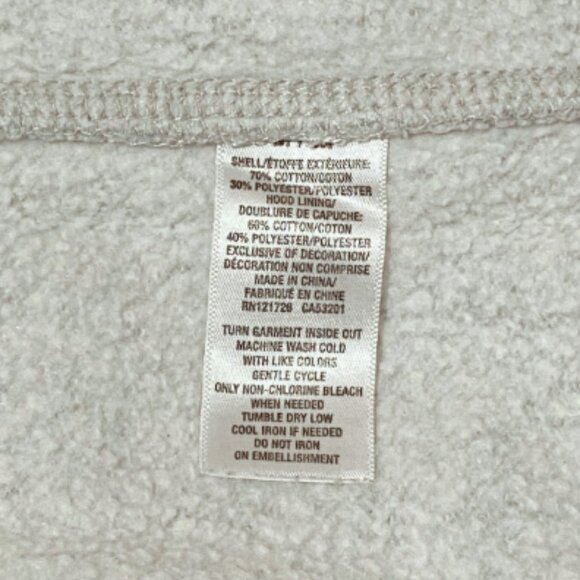 SHELL/ÉTOFFE EXTÉRIEURE:
70% COTTON/COTON
30% POLYESTER/POLYESTER
HOOD LINING/
DOUBLURE DE CAPUCHE:
60% COTTON/COTON
40% POLYESTER/POLYESTER
EXCLUSIVE OF DECORATION/
DÉCORATION NON COMPRISE
MADE IN CHINA/
FABRIQUÉ EN CHINE
RN121726 CA53201
TURN GARMENT INSIDE OUT
MACHINE WASH COLD
WITH LIKE COLORS
GENTLE CYCLE
ONLY NON-CHLORINE BLEACH
WHEN NEEDED
TUMBLE DRY LOW
COOL IRON IF NEEDED
DO NOT IRON
ON EMBELLISHMENT